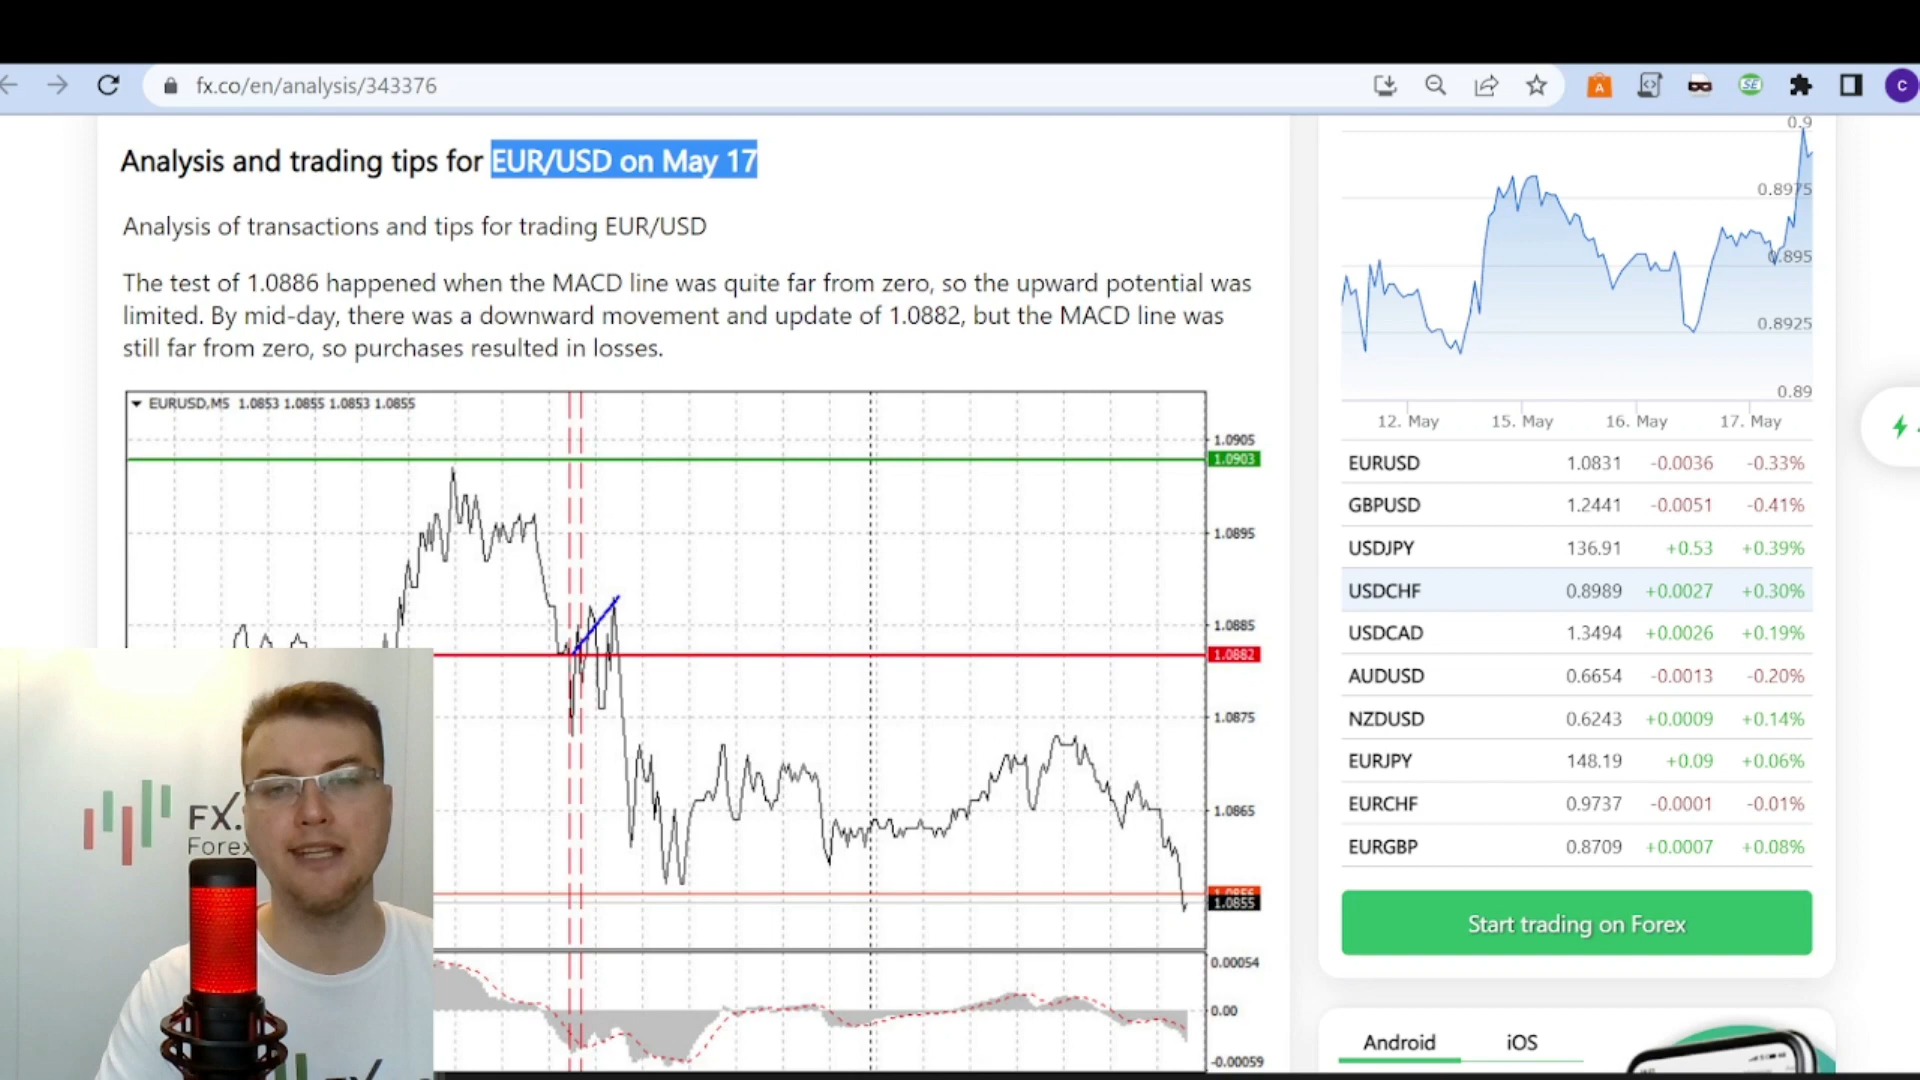 fx.co/en/analysis/343376
A
SE
C
Analysis and trading tips for EUR/USD on May 17
Analysis of transactions and tips for trading EUR/USD
The test of 1.0886 happened when the MACD line was quite far from zero, so the upward potential was
limited. By mid-day, there was a downward movement and update of 1.0882, but the MACD line was
still far from zero, so purchases resulted in losses.
EURUSD,M5 1.0853 1.0855 1.0853 1.0855
1.0905
1.0903
1.0895
1.0885
1.0882
1.0875
1.0865
1.0856
1.0855
0.00054
0.00
-0.00059
FX.
Forex
0.9
0.8975
0.895
0.8925
0.89
12. May 15. May 16. May 17. May
EURUSD 1.0831 -0.0036 -0.33%
GBPUSD 1.2441 -0.0051 -0.41%
USDJPY 136.91 +0.53 +0.39%
USDCHF 0.8989 +0.0027 +0.30%
USDCAD 1.3494 +0.0026 +0.19%
AUDUSD 0.6654 -0.0013 -0.20%
NZDUSD 0.6243 +0.0009 +0.14%
EURJPY 148.19 +0.09 +0.06%
EURCHF 0.9737 -0.0001 -0.01%
EURGBP 0.8709 +0.0007 +0.08%
Start trading on Forex
Android iOS